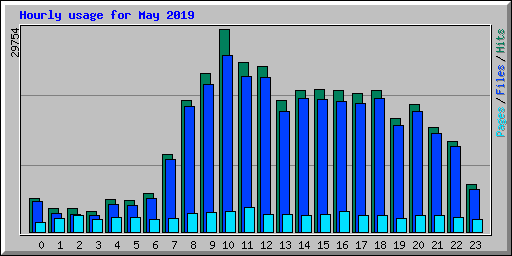 Hourly usage for May 2019
29754
Pages/Files/Hits
0 1 2 3 4 5 6 7 8 9 10 11 12 13 14 15 16 17 18 19 20 21 22 23